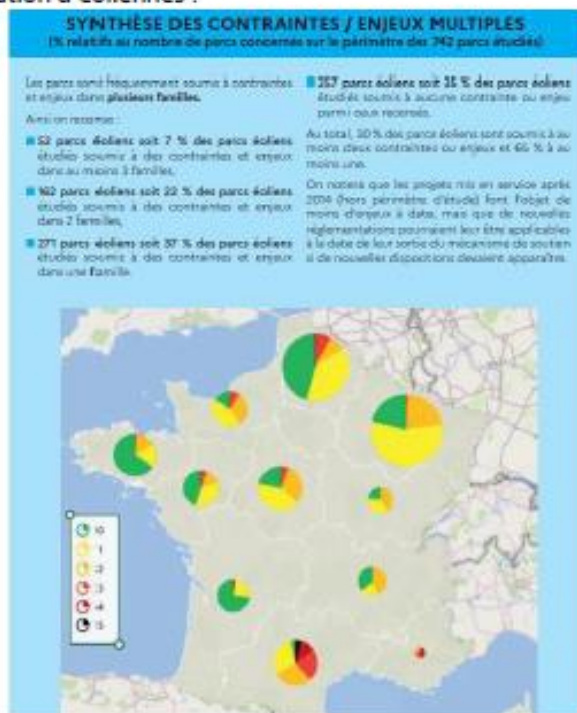 SYNTHÈSE DES CONTRAINTES / ENJEUX MULTIPLES
(% relatifs au nombre de parcs concernés sur le périmètre des 742 parcs étudiés)
Les parcs sont fréquemment soumis à contraintes
et enjeux dans plusieurs familles.
Ainsi on recense :
52 parcs éoliens soit 7 % des parcs éoliens
étudiés soumis à des contraintes et enjeux
dans au moins 3 familles,
162 parcs éoliens soit 22 % des parcs éoliens
étudiés soumis à des contraintes et enjeux
dans 2 familles,
271 parcs éoliens soit 37 % des parcs éoliens
étudiés soumis à des contraintes et enjeux
dans une famille.
257 parcs éoliens soit 35 % des parcs éoliens
étudiés soumis à aucune contrainte ou enjeu
parmi ceux recensés.
Au total, 30 % des parcs éoliens sont soumis à au
moins deux contraintes ou enjeux et 65 % à au
moins une.
On notera que les projets mis en service après
2014 (hors périmètre d'étude) font l'objet de
moins d'enjeux à date, mais que de nouvelles
réglementations pourraient leur être applicables
à la date de leur sortie du mécanisme de soutien
si de nouvelles dispositions devaient apparaître.
0
1
2
3
4
5